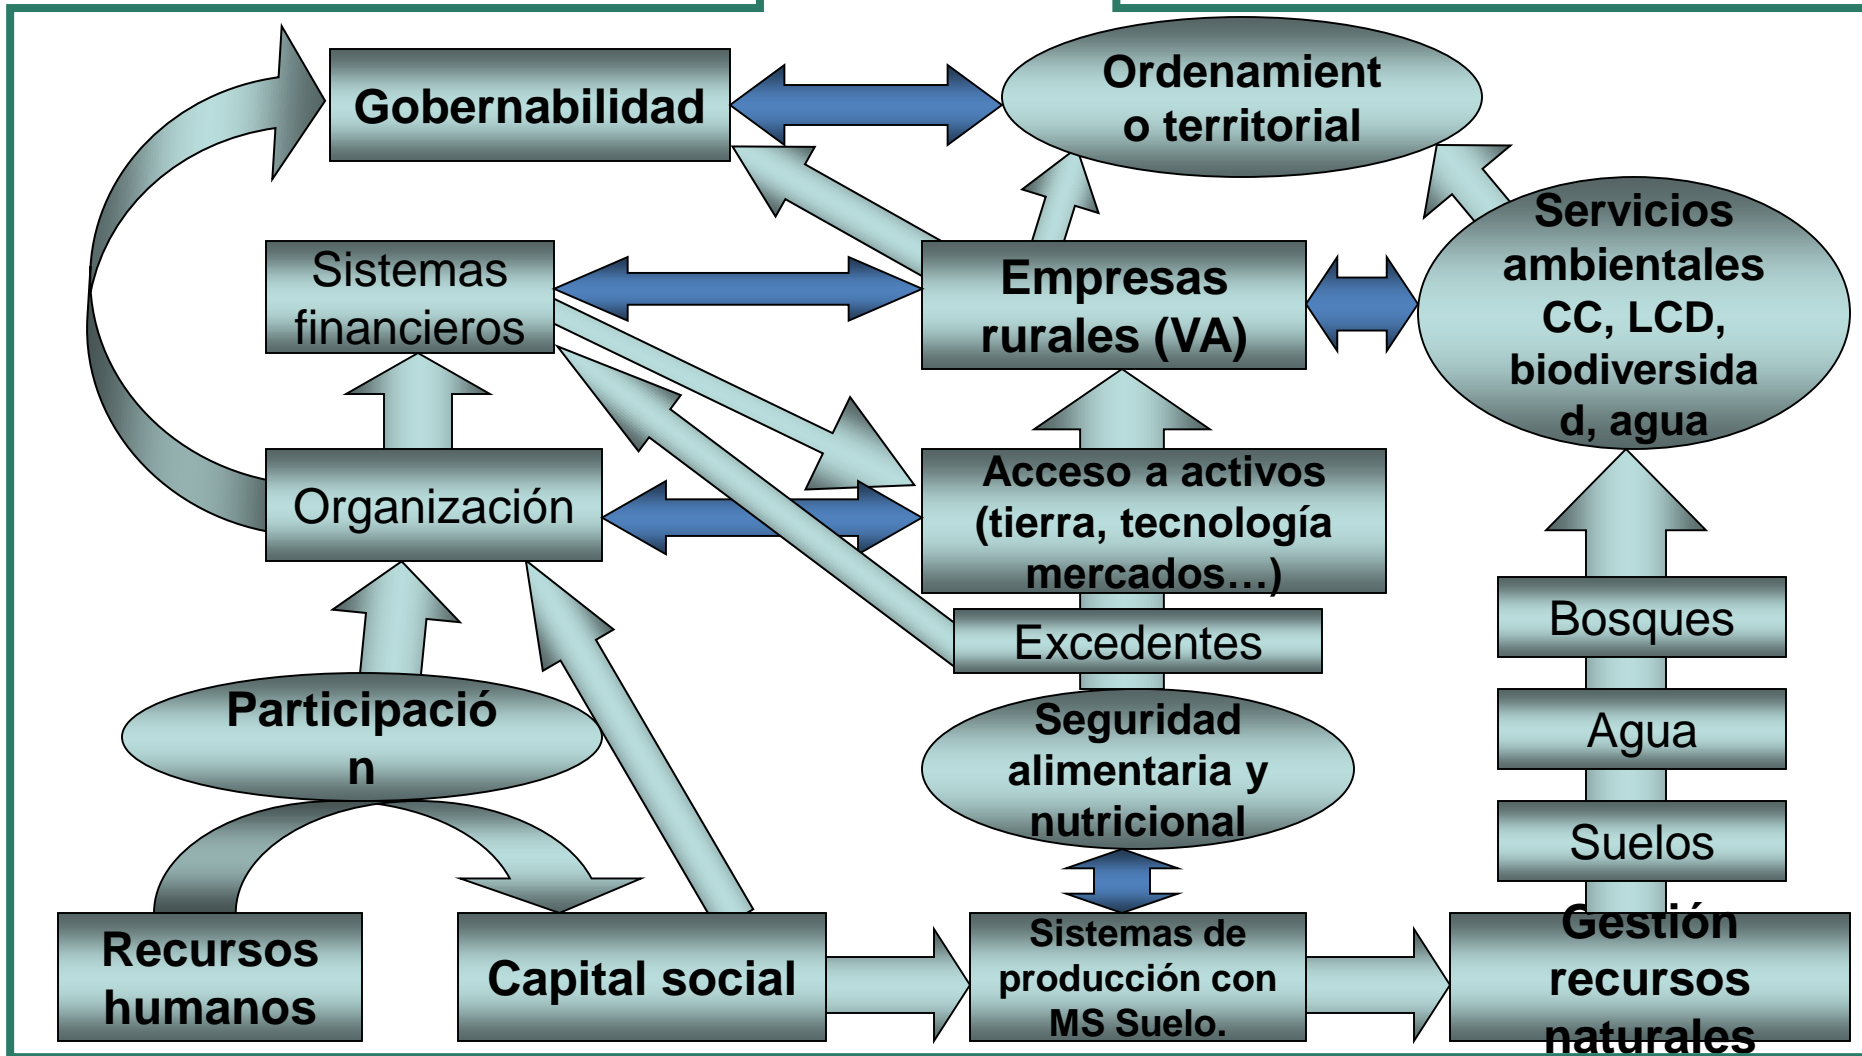 Gobernabilidad
Ordenamient
o territorial
Sistemas
financieros
Empresas
rurales (VA)
Servicios
ambientales
CC, LCD,
biodiversida
d, agua
Organización
Acceso a activos
(tierra, tecnología
mercados…)
Excedentes
Bosques
Participació
n
Seguridad
alimentaria y
nutricional
Agua
Suelos
Recursos
humanos
Capital social
Sistemas de
producción con
MS Suelo.
Gestión
recursos
naturales